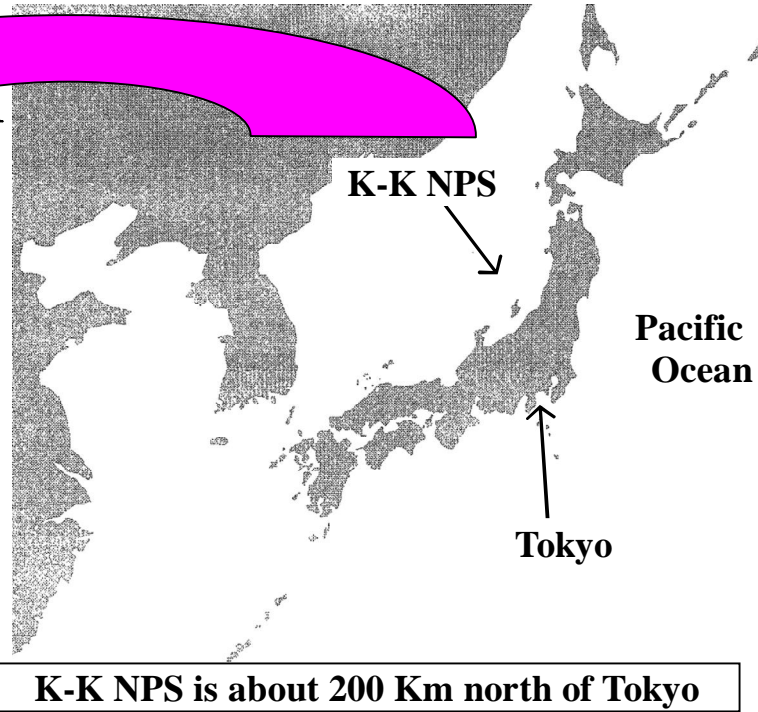 K-K NPS
Pacific
Ocean
Tokyo
K-K NPS is about 200 Km north of Tokyo